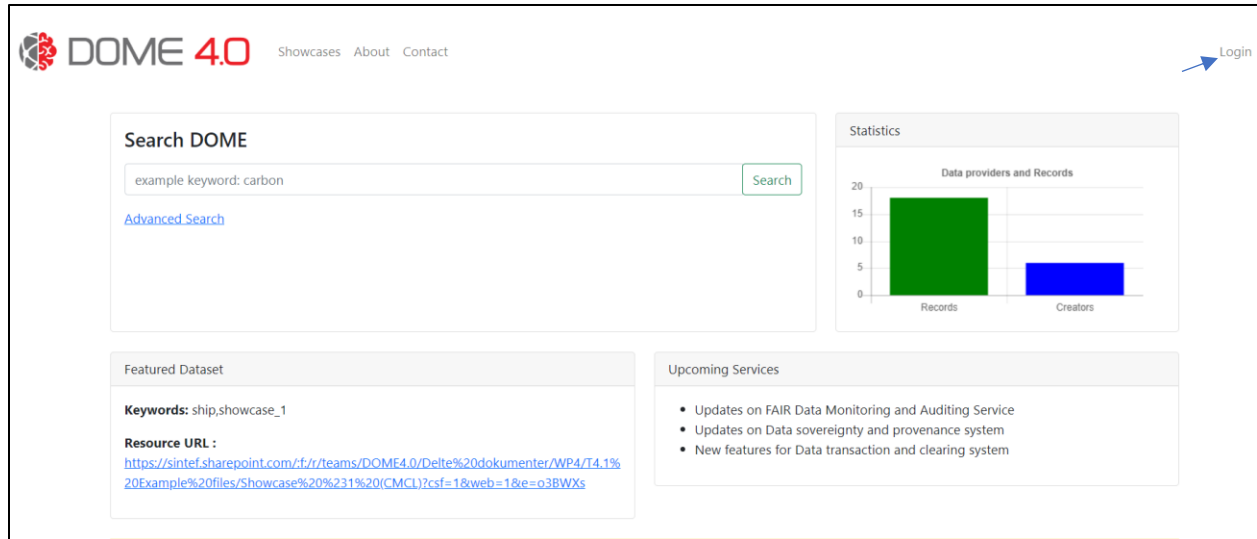 DOME 4.0
Showcases About Contact
Login
Search DOME
example keyword: carbon
Search
Advanced Search
Statistics
Data providers and Records
20
15
10
5
0
Records
Creators
Featured Dataset
Keywords: ship,showcase_1
Resource URL :
https://sintef.sharepoint.com/:f:/r/teams/DOME4.0/Delte%20dokumenter/WP4/T4.1%
20Example%20files/Showcase%20%231%20(CMCL)?csf=1&web=1&e=o3BWXs
Upcoming Services
• Updates on FAIR Data Monitoring and Auditing Service
• Updates on Data sovereignty and provenance system
• New features for Data transaction and clearing system